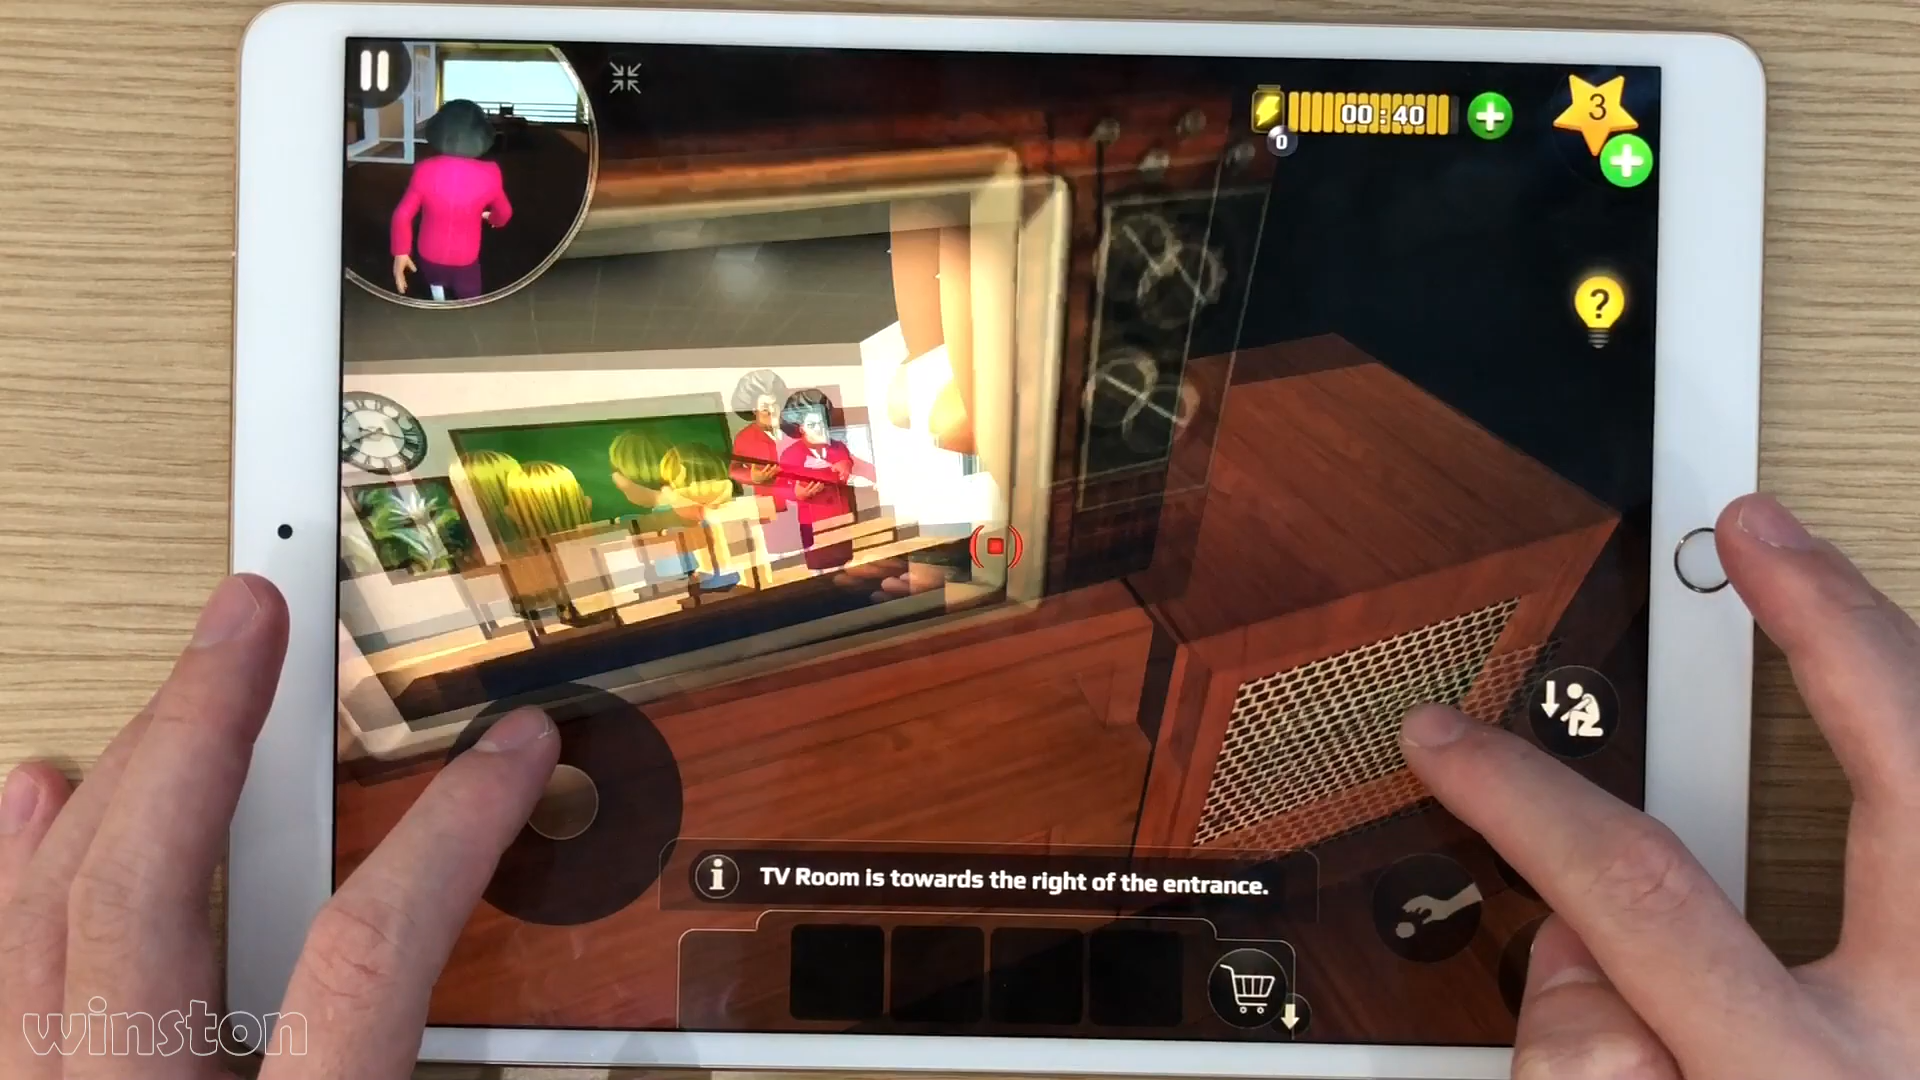 00:40
3
0
?
i TV Room is towards the right of the entrance.
winston